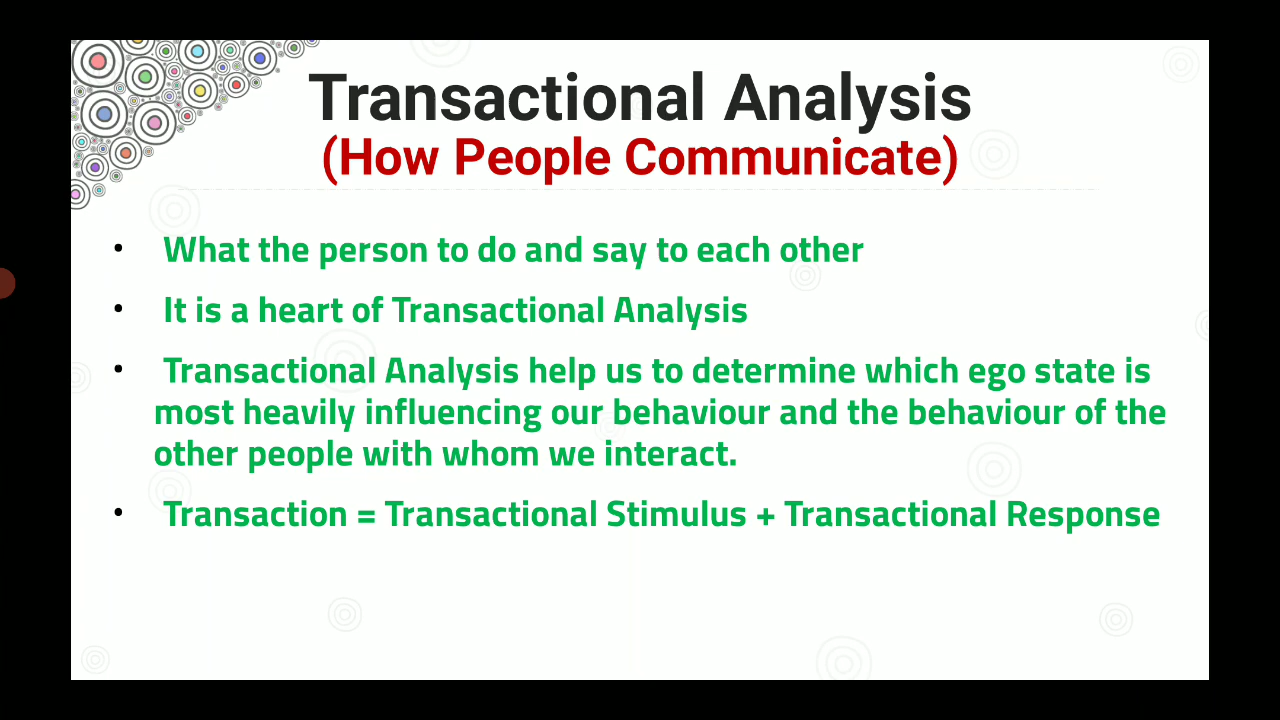 Transactional Analysis
(How People Communicate)
• What the person to do and say to each other
• It is a heart of Transactional Analysis
• Transactional Analysis help us to determine which ego state is
most heavily influencing our behaviour and the behaviour of the
other people with whom we interact.
• Transaction = Transactional Stimulus + Transactional Response